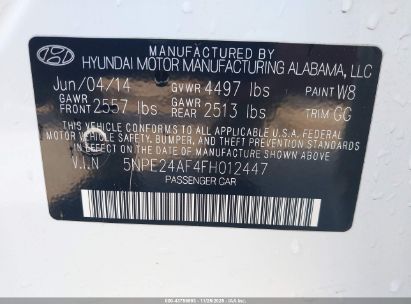 MANUFACTURED BY
HYUNDAI MOTOR MANUFACTURING ALABAMA, LLC
Jun/04/14 GVWR 4497 lbs PAINT W8
GAWR FRONT 2557 lbs GAWR REAR 2513 lbs TRIM GG
THIS VEHICLE CONFORMS TO ALL APPLICABLE U.S.A. FEDERAL
MOTOR VEHICLE SAFETY, BUMPER, AND THEFT PREVENTION
STANDARDS IN EFFECT ON THE DATE OF MANUFACTURE SHOWN ABOVE.
V.I.N 5NPE24AF4FH012447
PASSENGER CAR